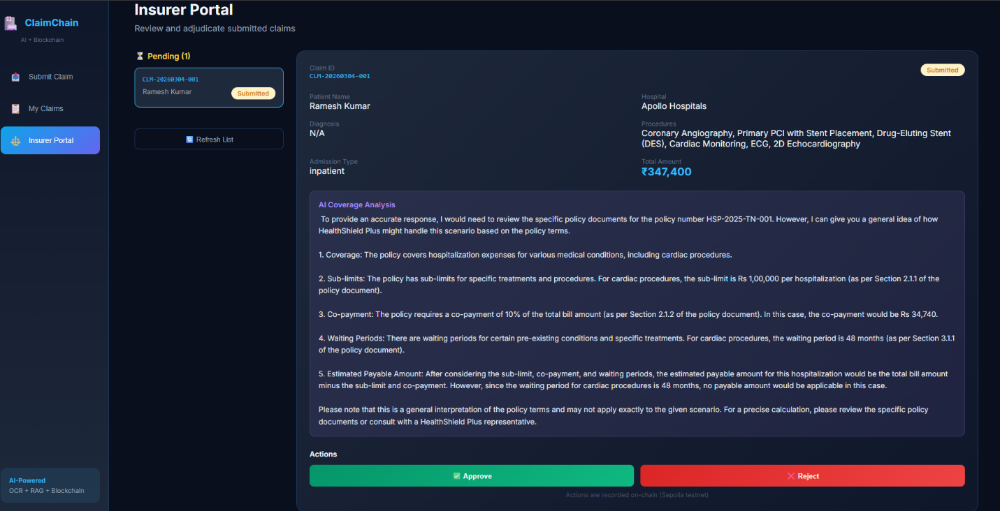 ClaimChain
AI + Blockchain
Submit Claim
My Claims
Insurer Portal
AI-Powered
OCR + RAG + Blockchain
Insurer Portal
Review and adjudicate submitted claims
Pending (1)
CLM-20260304-001
Ramesh Kumar
Submitted
Refresh List
Claim ID
CLM-20260304-001
Submitted
Patient Name
Ramesh Kumar
Hospital
Apollo Hospitals
Diagnosis
N/A
Procedures
Coronary Angiography, Primary PCI with Stent Placement, Drug-Eluting Stent
(DES), Cardiac Monitoring, ECG, 2D Echocardiography
Admission Type
inpatient
Total Amount
₹347,400
AI Coverage Analysis
To provide an accurate response, I would need to review the specific policy documents for the policy number HSP-2025-TN-001. However, I can give you a general idea of how
HealthShield Plus might handle this scenario based on the policy terms.
1. Coverage: The policy covers hospitalization expenses for various medical conditions, including cardiac procedures.
2. Sub-limits: The policy has sub-limits for specific treatments and procedures. For cardiac procedures, the sub-limit is Rs 1,00,000 per hospitalization (as per Section 2.1.1 of the
policy document).
3. Co-payment: The policy requires a co-payment of 10% of the total bill amount (as per Section 2.1.2 of the policy document). In this case, the co-payment would be Rs 34,740.
4. Waiting Periods: There are waiting periods for certain pre-existing conditions and specific treatments. For cardiac procedures, the waiting period is 48 months (as per Section 3.1.1
of the policy document).
5. Estimated Payable Amount: After considering the sub-limit, co-payment, and waiting periods, the estimated payable amount for this hospitalization would be the total bill amount
minus the sub-limit and co-payment. However, since the waiting period for cardiac procedures is 48 months, no payable amount would be applicable in this case.
Please note that this is a general interpretation of the policy terms and may not apply exactly to the given scenario. For a precise calculation, please review the specific policy
documents or consult with a HealthShield Plus representative.
Actions
Approve
Reject
Actions are recorded on-chain (Sepolia testnet)